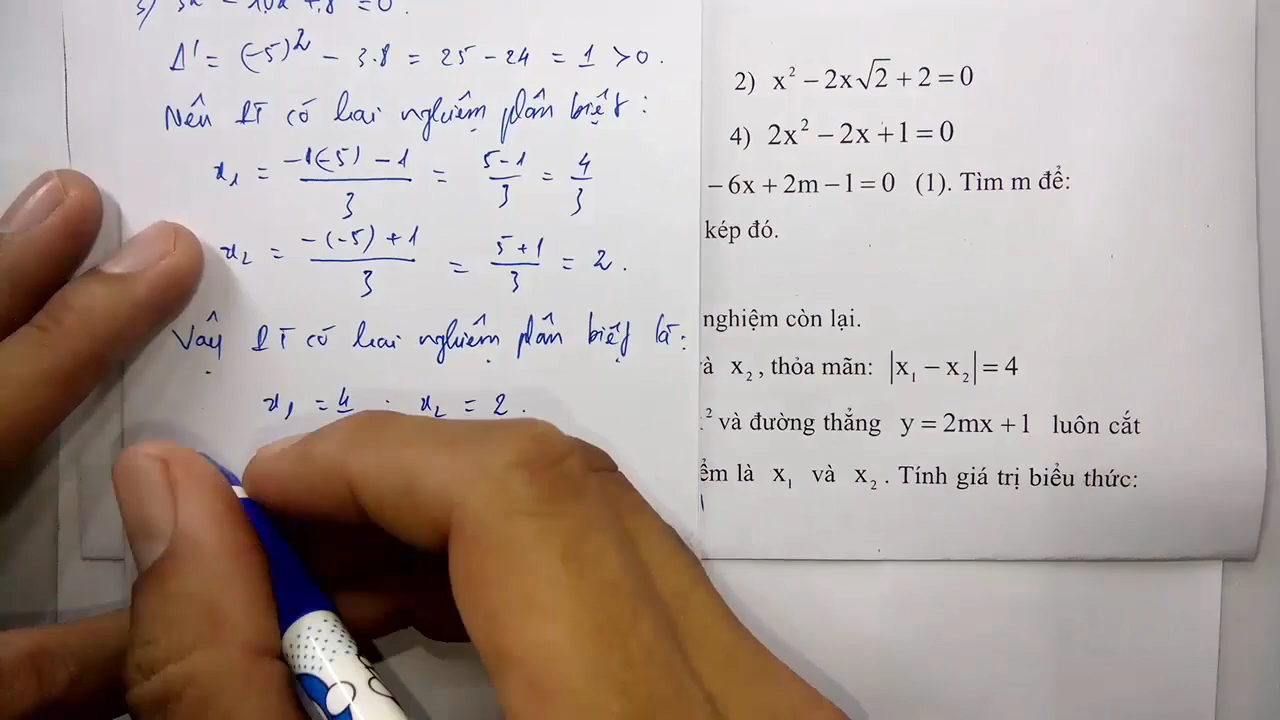 3) 3x² - 10x + 8 = 0.
Δ' = (-5)² - 3.8 = 25 - 24 = 1 > 0.
Nên PT có hai nghiệm phân biệt:
x₁ = \frac{-(-5) - 1}{3} = \frac{5-1}{3} = \frac{4}{3}
x₂ = \frac{-(-5) + 1}{3} = \frac{5+1}{3} = 2.
Vậy PT có hai nghiệm phân biệt là:
x₁ = 4 ; x₂ = 2.
2) x² - 2x√2 + 2 = 0
4) 2x² - 2x + 1 = 0
- 6x + 2m - 1 = 0 (1). Tìm m để:
kép đó.
nghiệm còn lại.
à x₂, thỏa mãn: |x₁ - x₂| = 4
² và đường thẳng y = 2mx + 1 luôn cắt
ểm là x₁ và x₂. Tính giá trị biểu thức: